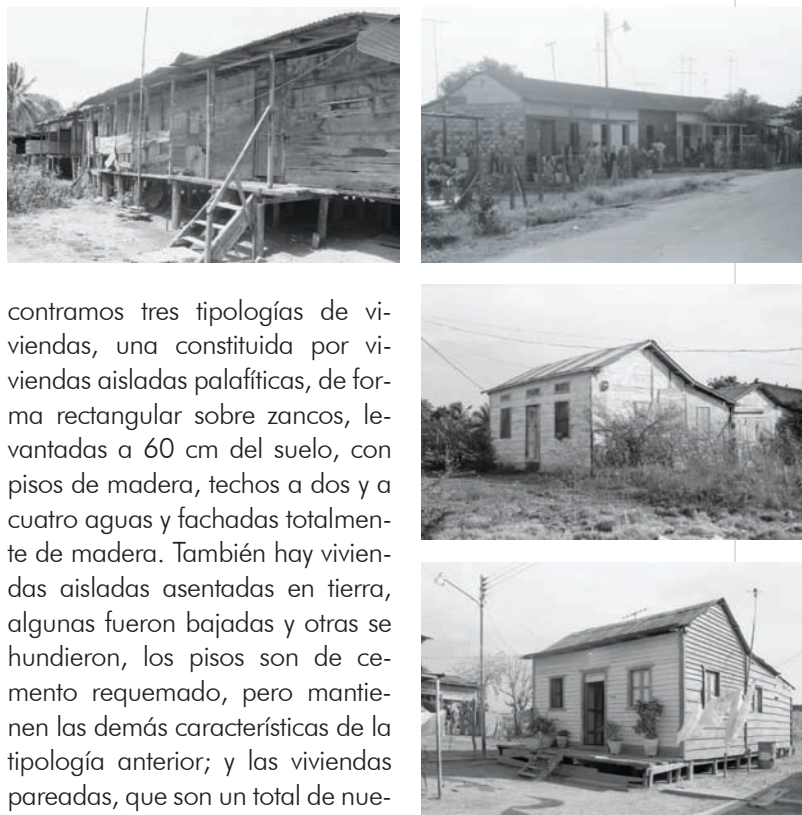 contramos tres tipologías de vi-
viendas, una constituida por vi-
viendas aisladas palafíticas, de for-
ma rectangular sobre zancos, le-
vantadas a 60 cm del suelo, con
pisos de madera, techos a dos y a
cuatro aguas y fachadas totalmen-
te de madera. También hay vivien-
das aisladas asentadas en tierra,
algunas fueron bajadas y otras se
hundieron, los pisos son de ce-
mento requemado, pero mantie-
nen las demás características de la
tipología anterior; y las viviendas
pareadas, que son un total de nue-